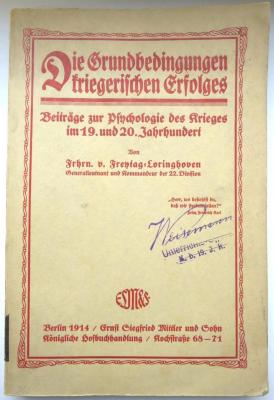 Die Grundbedingungen
kriegerischen Erfolges
Beiträge zur Psychologie des Krieges
im 19. und 20. Jahrhundert
Von
Frhrn. v. Freytag-Loringhoven
Generalleutnant und Kommandeur der 22. Division
Berlin 1914 / Ernst Siegfried Mittler und Sohn
Königliche Hofbuchhandlung / Kochstraße 68-71